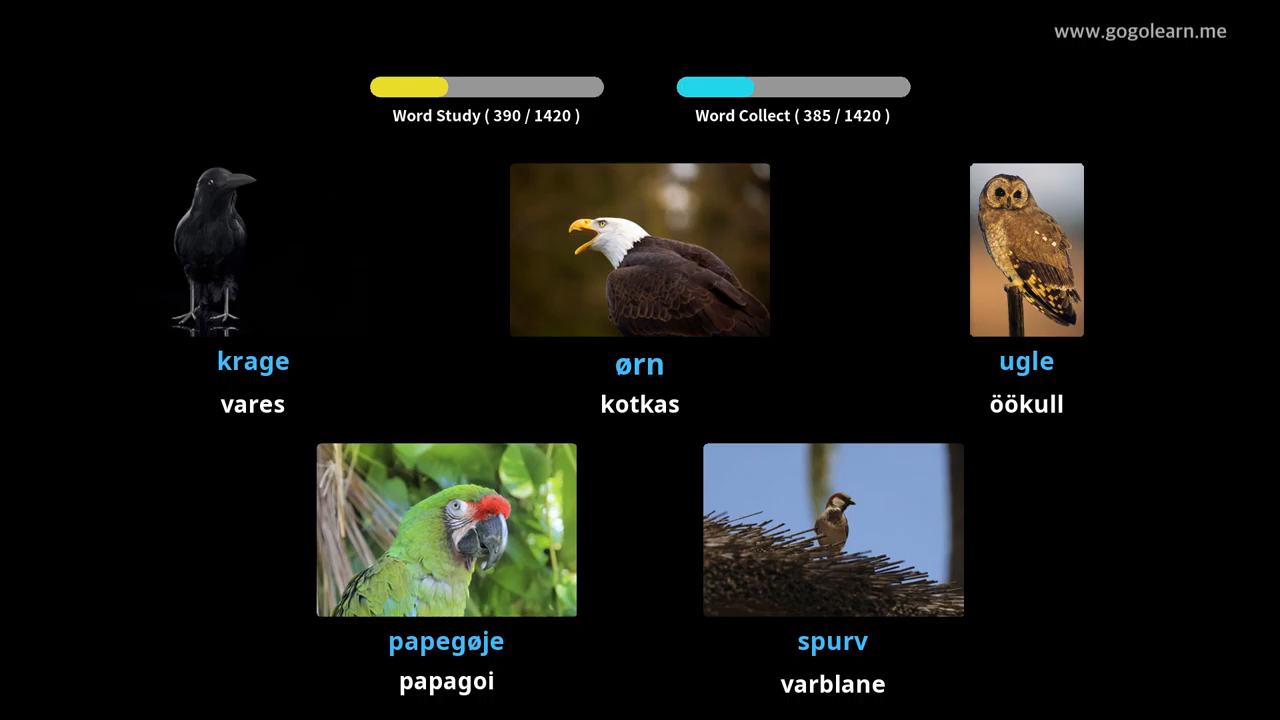 www.gogolearn.me
Word Study ( 390 / 1420 )
Word Collect ( 385 / 1420 )
krage
ørn
ugle
vares
kotkas
öökull
papegøje
spurv
papagoi
varblane